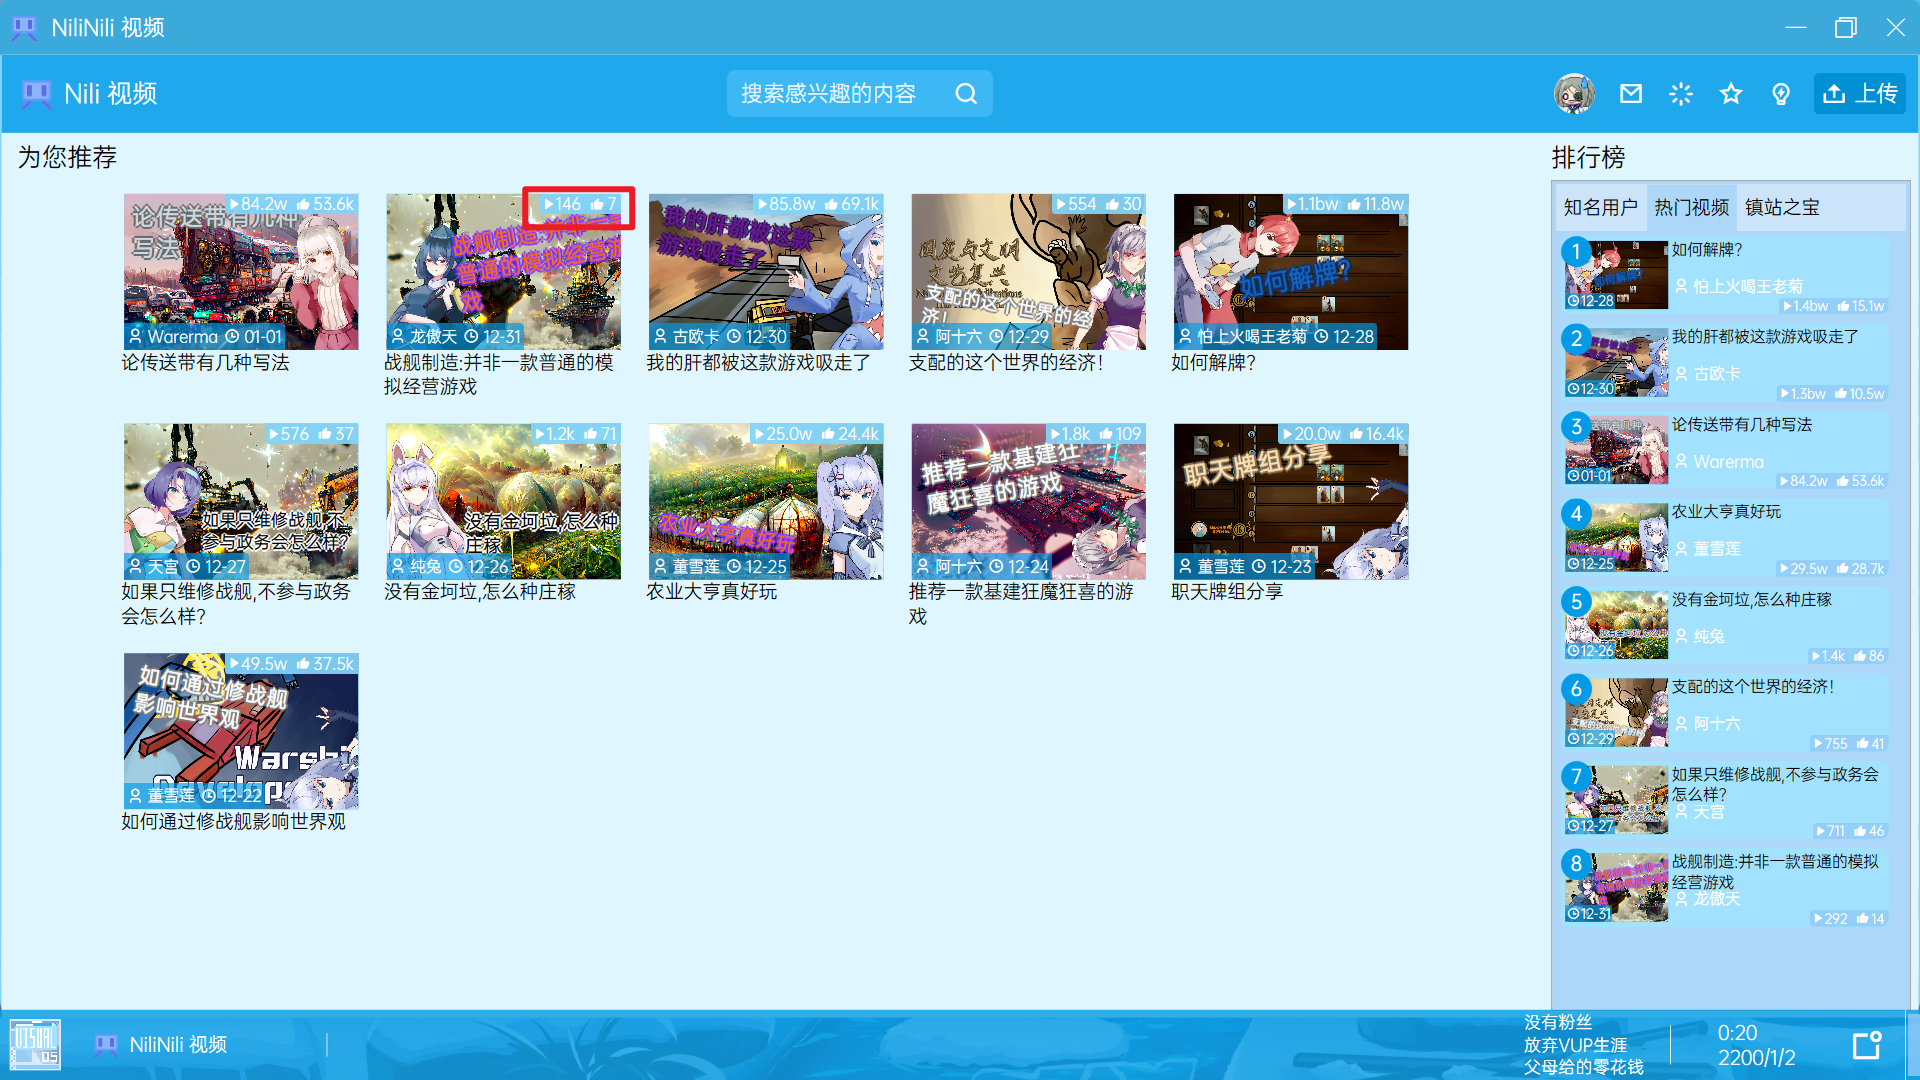 NiliNili 视频
Nili 视频
搜索感兴趣的内容
上传
为您推荐
84.2w 53.6k
论传送带有几种
写法
Warerma 01-01
论传送带有几种写法
146 7
战舰制造:并非一款
普通的模拟经营游
戏
龙傲天 12-31
战舰制造:并非一款普通的模
拟经营游戏
85.8w 69.1k
我的肝都被这款
游戏吸走了
古欧卡 12-30
我的肝都被这款游戏吸走了
554 30
国度与文明
文艺复兴
支配的这个世界的经
济!
阿十六 12-29
支配的这个世界的经济!
1.1bw 11.8w
如何解牌?
怕上火喝王老菊 12-28
如何解牌?
576 37
如果只维修战舰,不
参与政务会怎么样?
天宫 12-27
如果只维修战舰,不参与政务
会怎么样?
1.2k 71
没有金坷垃,怎么种
庄稼
纯兔 12-26
没有金坷垃,怎么种庄稼
25.0w 24.4k
农业大亨真好玩
董雪莲 12-25
农业大亨真好玩
1.8k 109
推荐一款基建狂
魔狂喜的游戏
阿十六 12-24
推荐一款基建狂魔狂喜的游
戏
20.0w 16.4k
职天牌组分享
董雪莲 12-23
职天牌组分享
49.5w 37.5k
如何通过修战舰
影响世界观
董雪莲 12-22
如何通过修战舰影响世界观
排行榜
知名用户 热门视频 镇站之宝
1
如何解牌?
怕上火喝王老菊
12-28
1.4bw 15.1w
2
我的肝都被这款游戏吸走了
古欧卡
12-30
1.3bw 10.5w
3
论传送带有几种写法
Warerma
01-01
84.2w 53.6k
4
农业大亨真好玩
董雪莲
12-25
29.5w 28.7k
5
没有金坷垃,怎么种庄稼
纯兔
12-26
1.4k 86
6
支配的这个世界的经济!
阿十六
12-29
755 41
7
如果只维修战舰,不参与政务会
怎么样?
天宫
12-27
711 46
8
战舰制造:并非一款普通的模拟
经营游戏
龙傲天
12-31
292 14
NiliNili 视频
没有粉丝
放弃VUP生涯
父母给的零花钱
0:20
2200/1/2